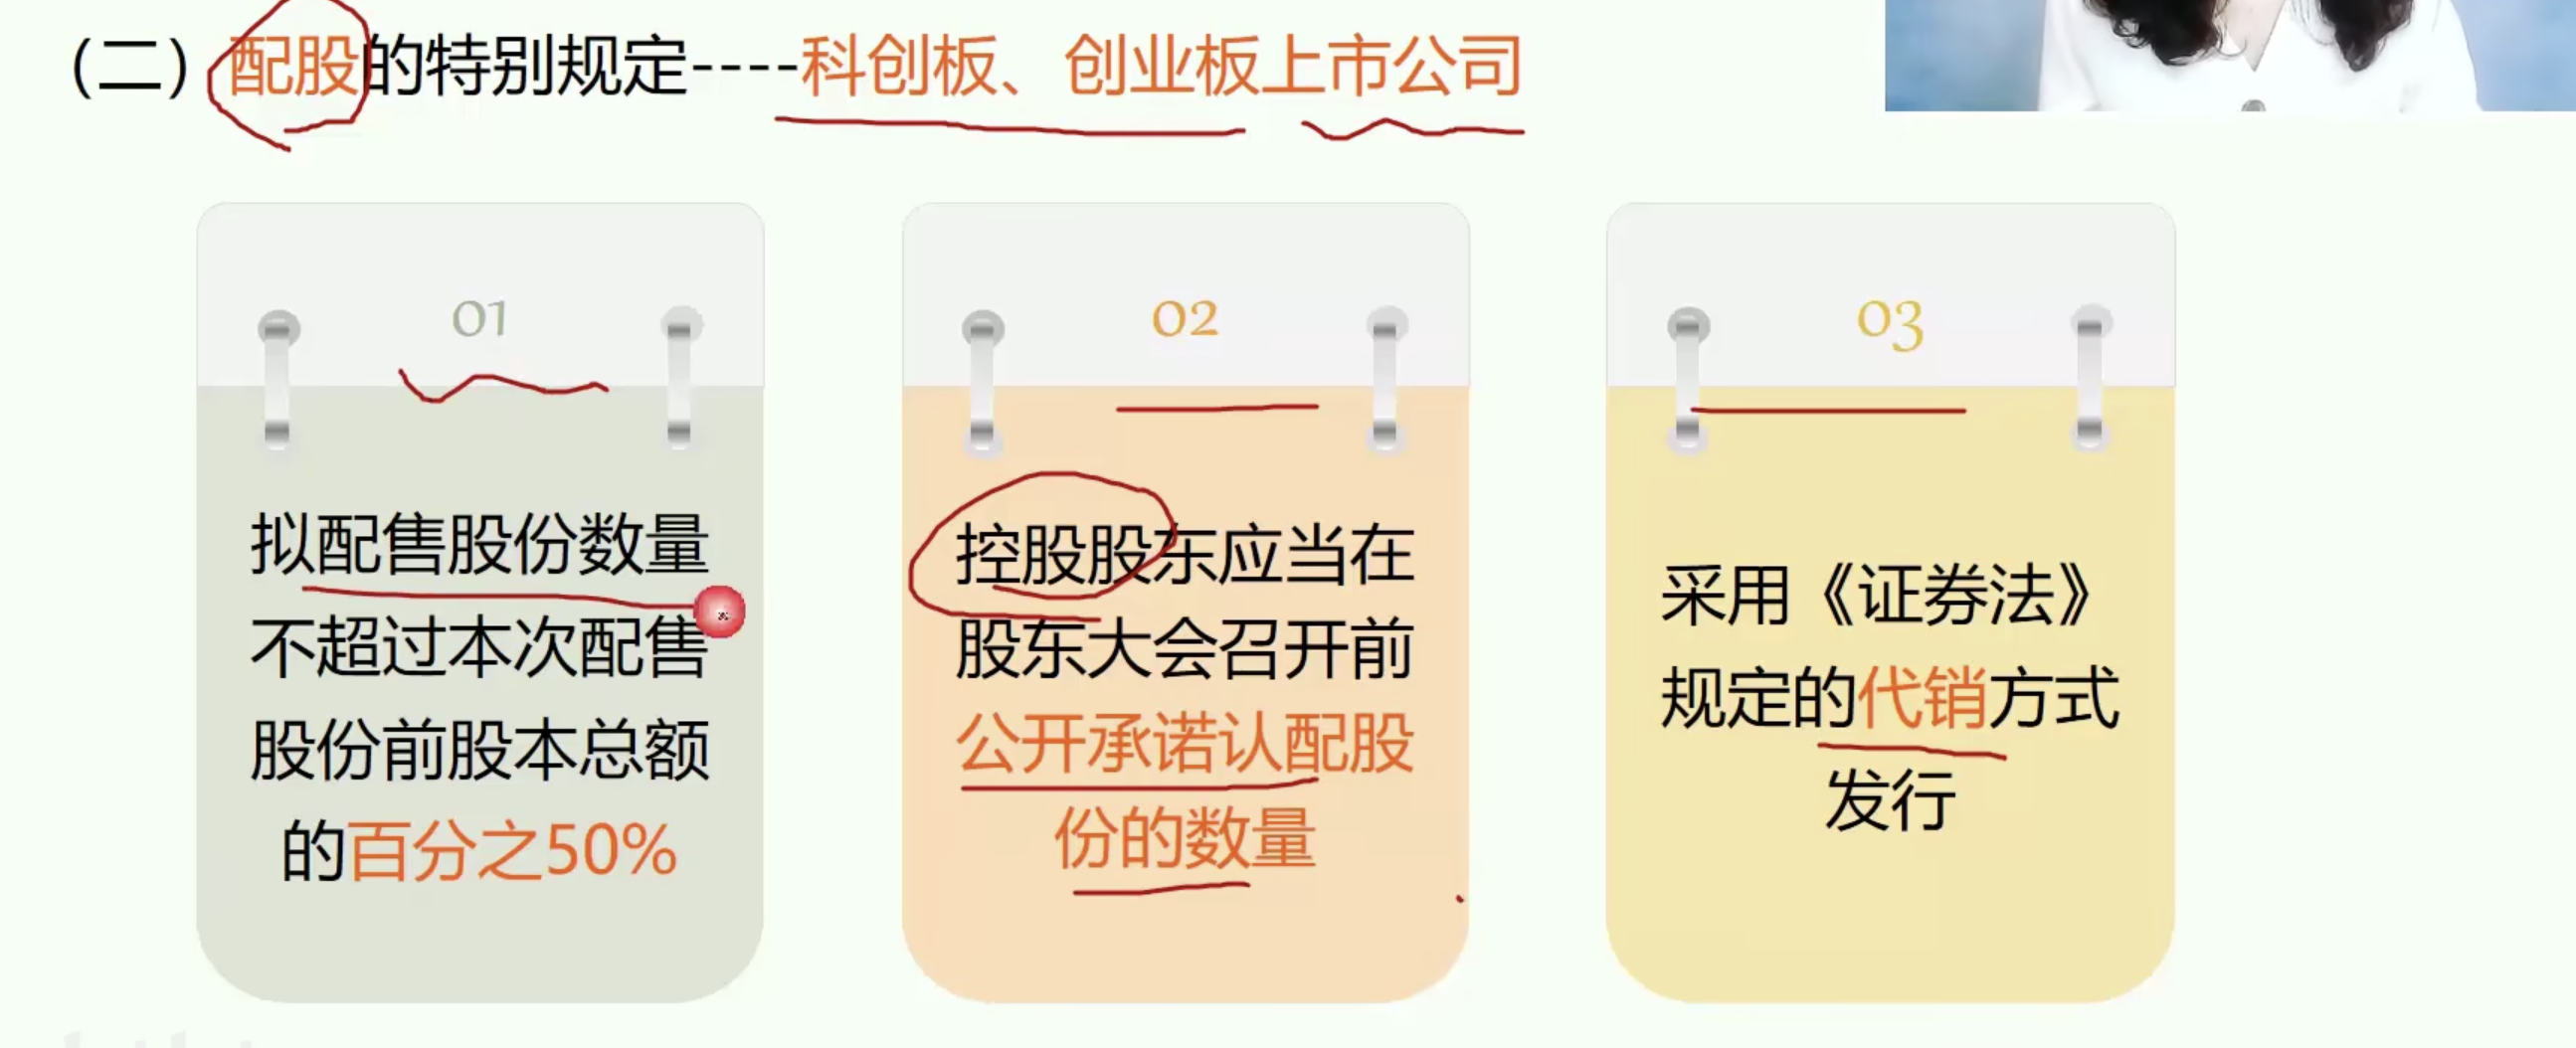 (二) 配股的特别规定----科创板、创业板上市公司
01
拟配售股份数量
不超过本次配售
股份前股本总额
的百分之50%
02
控股股东应当在
股东大会召开前
公开承诺认配股
份的数量
03
采用《证券法》
规定的代销方式
发行